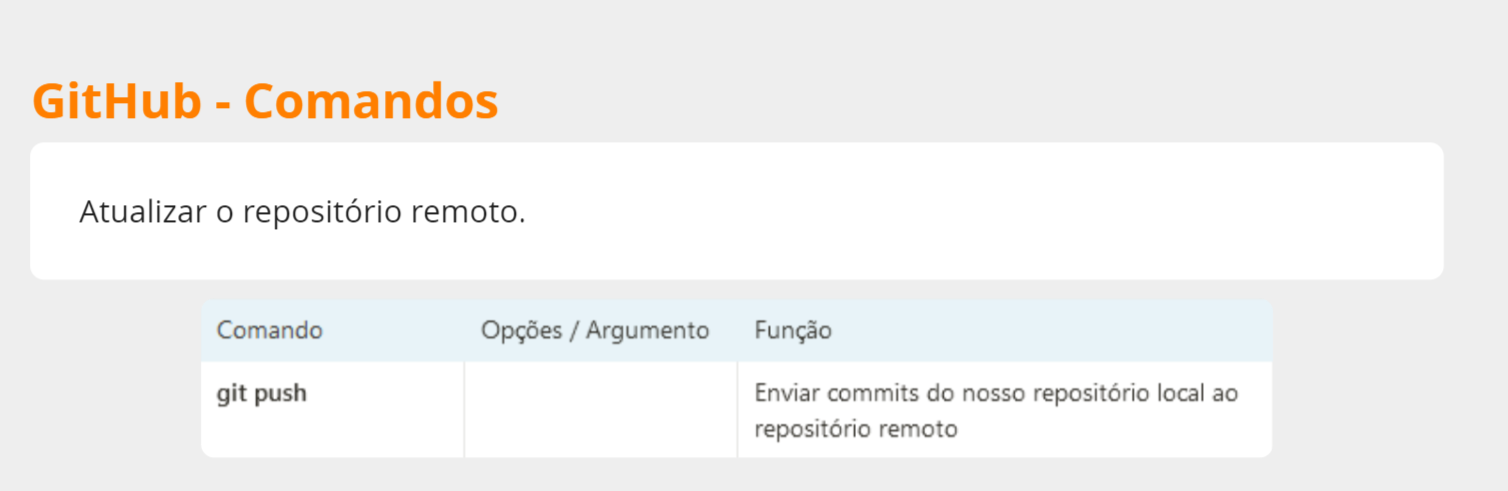 GitHub - Comandos
Atualizar o repositório remoto.
Comando Opções / Argumento Função
git push Enviar commits do nosso repositório local ao
repositório remoto